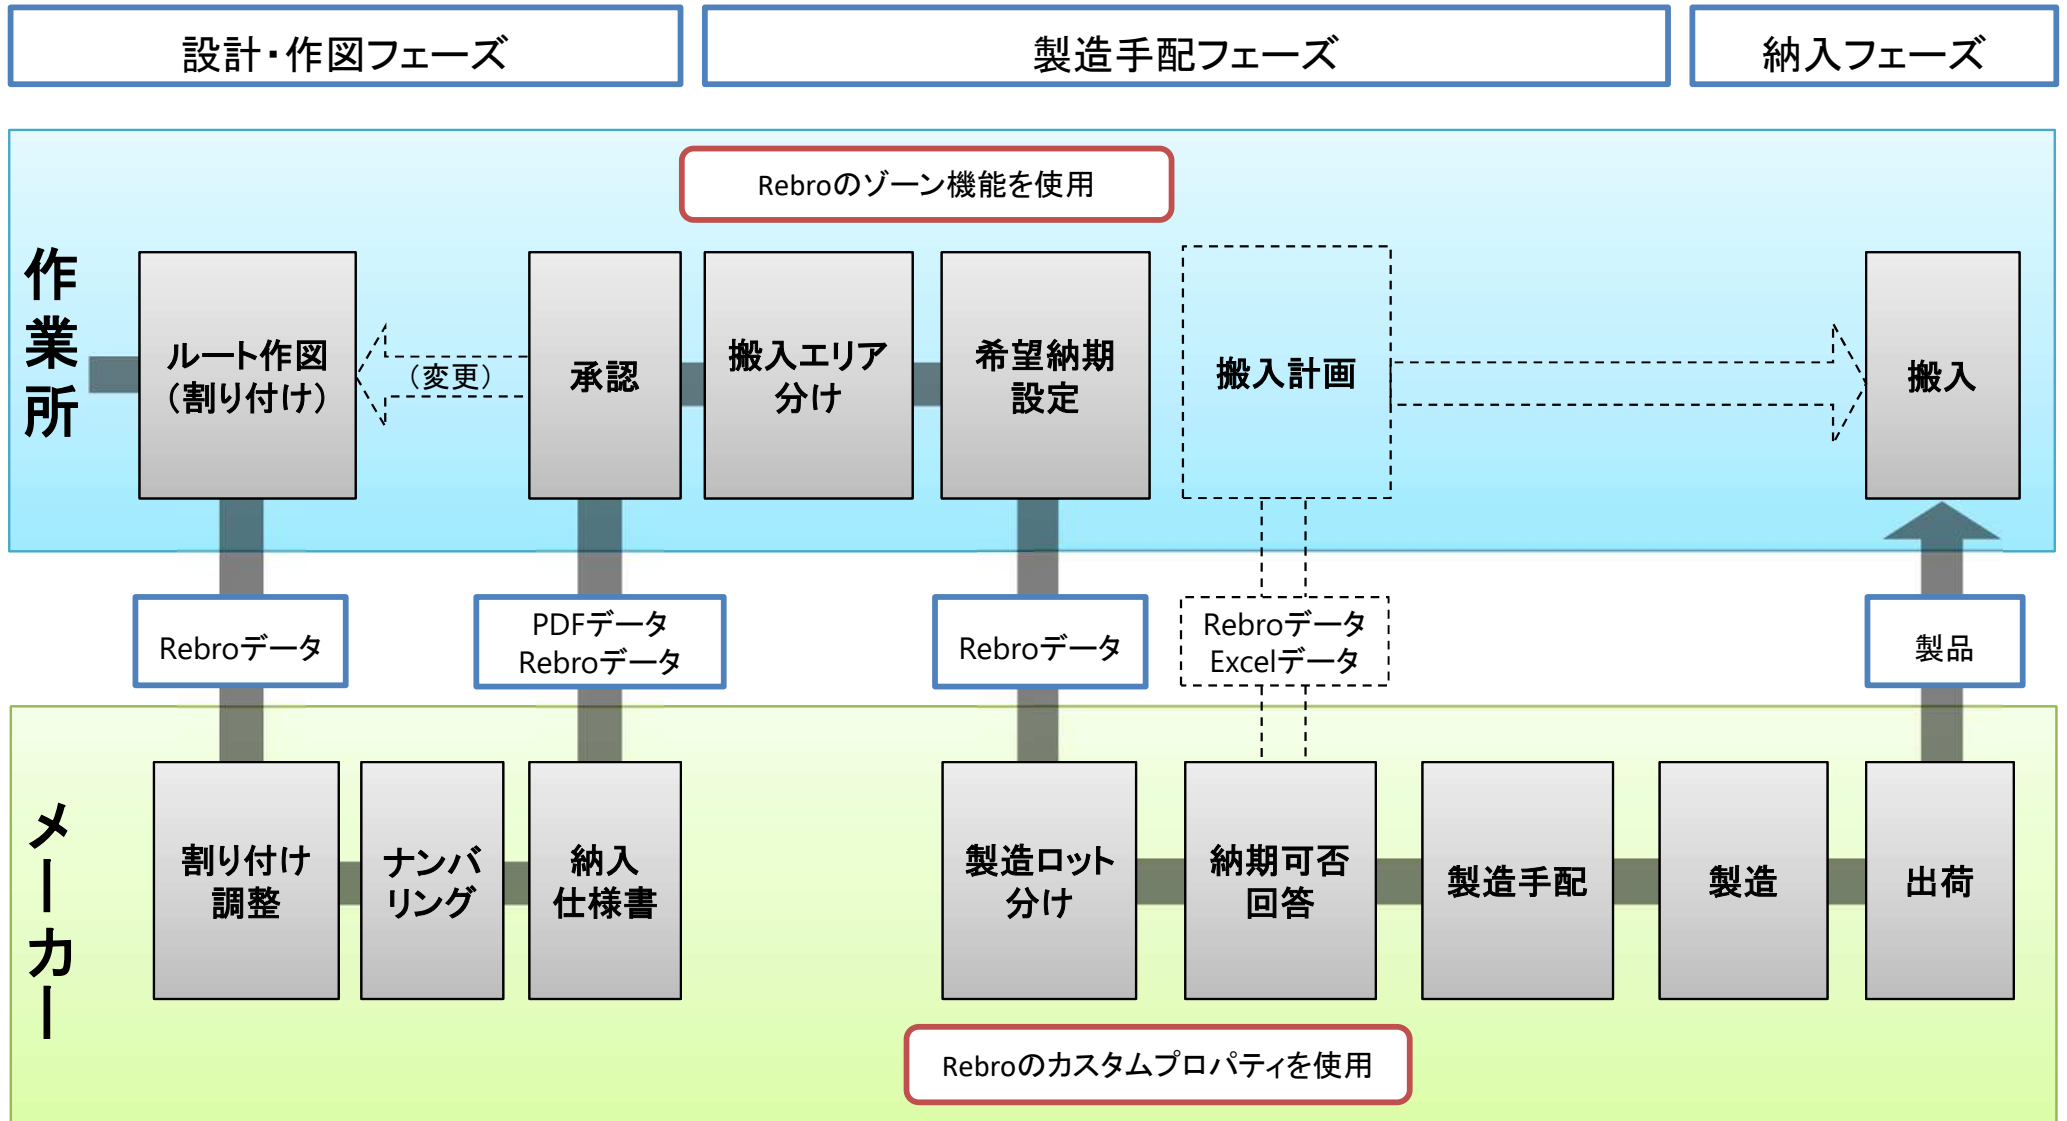 設計・作図フェーズ
製造手配フェーズ
納入フェーズ
Rebroのゾーン機能を使用
作業所
ルート作図
（割り付け）
（変更）
承認
搬入エリア
分け
希望納期
設定
搬入計画
搬入
Rebroデータ
PDFデータ
Rebroデータ
Rebroデータ
Rebroデータ
Excelデータ
製品
メーカー
割り付け
調整
ナンバ
リング
納入
仕様書
製造ロット
分け
納期可否
回答
製造手配
製造
出荷
Rebroのカスタムプロパティを使用